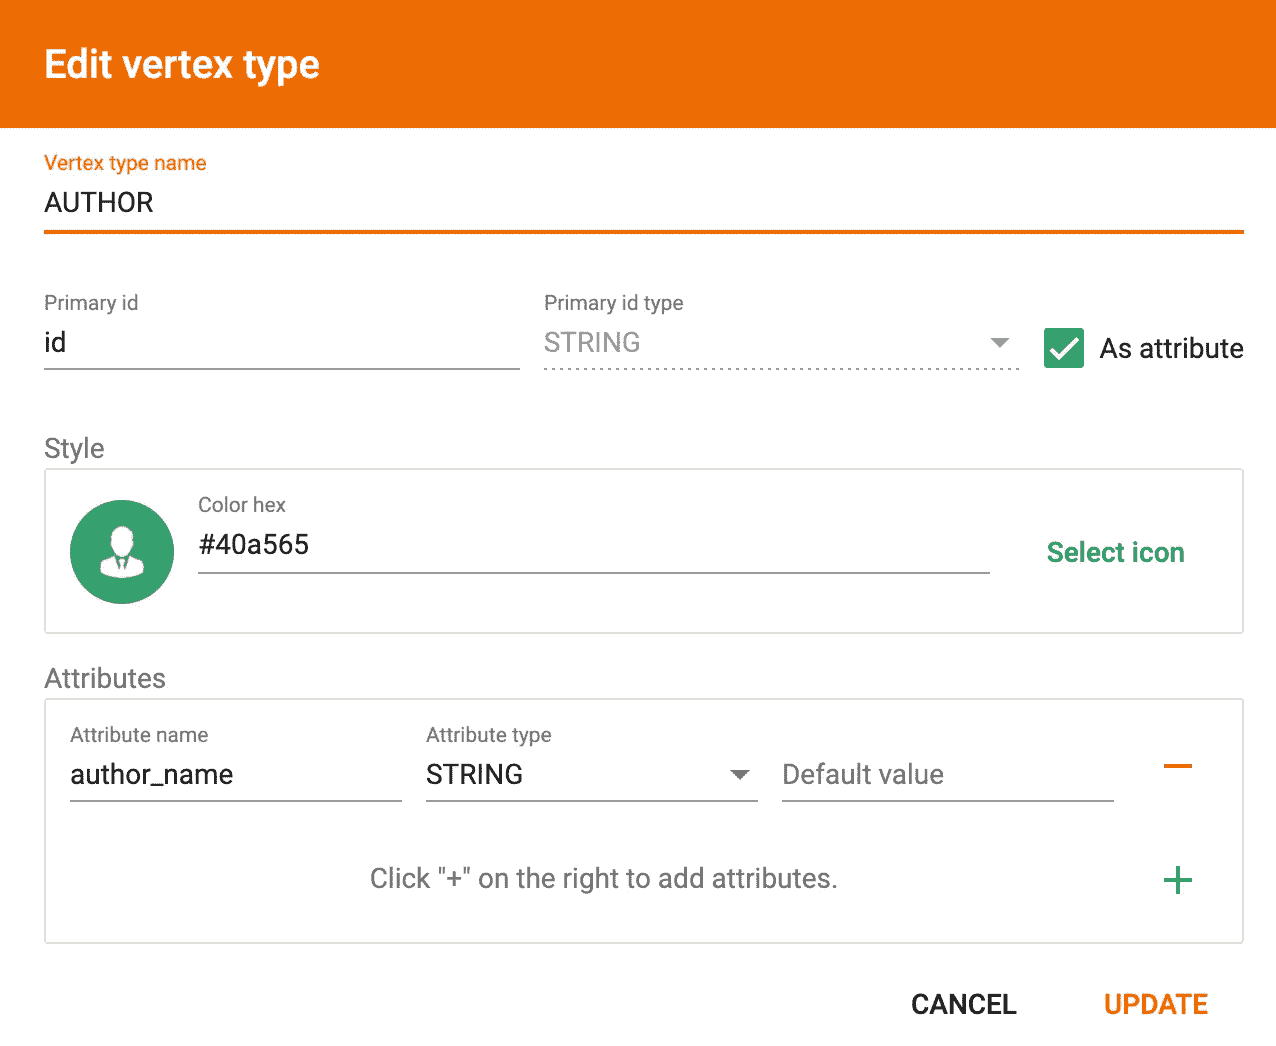 Edit vertex type
Vertex type name
AUTHOR
Primary id
Primary id type
id
STRING
As attribute
Style
Color hex
#40a565
Select icon
Attributes
Attribute name
Attribute type
author_name
STRING
Default value
Click "+" on the right to add attributes.
CANCEL
UPDATE